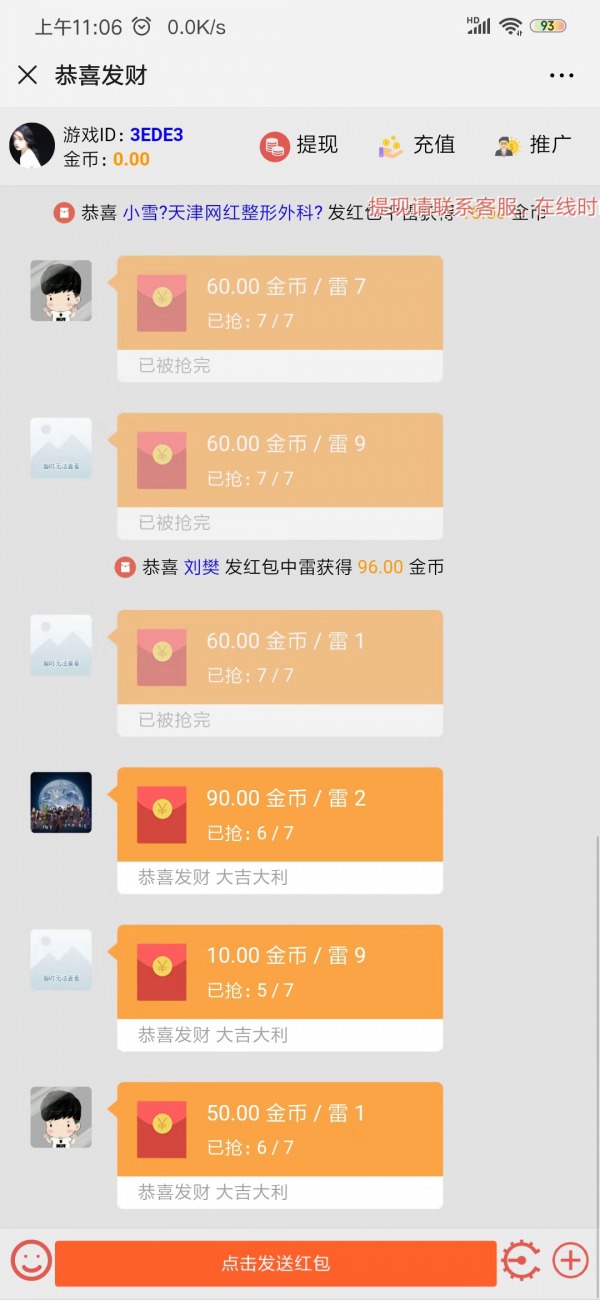 上午11:06 0.0K/s HD 93
恭喜发财
游戏ID：3EDE3
金币：0.00
提现 充值 推广
提现请联系客服，在线时
恭喜 小雪?天津网红整形外科? 发红包中雷获得 金币
60.00 金币 / 雷 7
已抢：7 / 7
已被抢完
60.00 金币 / 雷 9
已抢：7 / 7
已被抢完
恭喜 刘樊 发红包中雷获得 96.00 金币
60.00 金币 / 雷 1
已抢：7 / 7
已被抢完
90.00 金币 / 雷 2
已抢：6 / 7
恭喜发财 大吉大利
10.00 金币 / 雷 9
已抢：5 / 7
恭喜发财 大吉大利
50.00 金币 / 雷 1
已抢：6 / 7
恭喜发财 大吉大利
点击发送红包